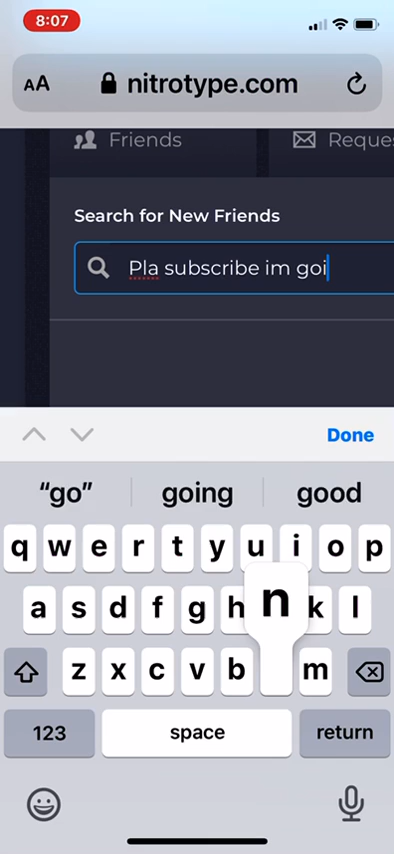 8:07
AA nitrotype.com
Friends Reques
Search for New Friends
Pla subscribe im goi
Done
“go” going good
q w e r t y u i o p
a s d f g h n k l
z x c v b m
123 space return